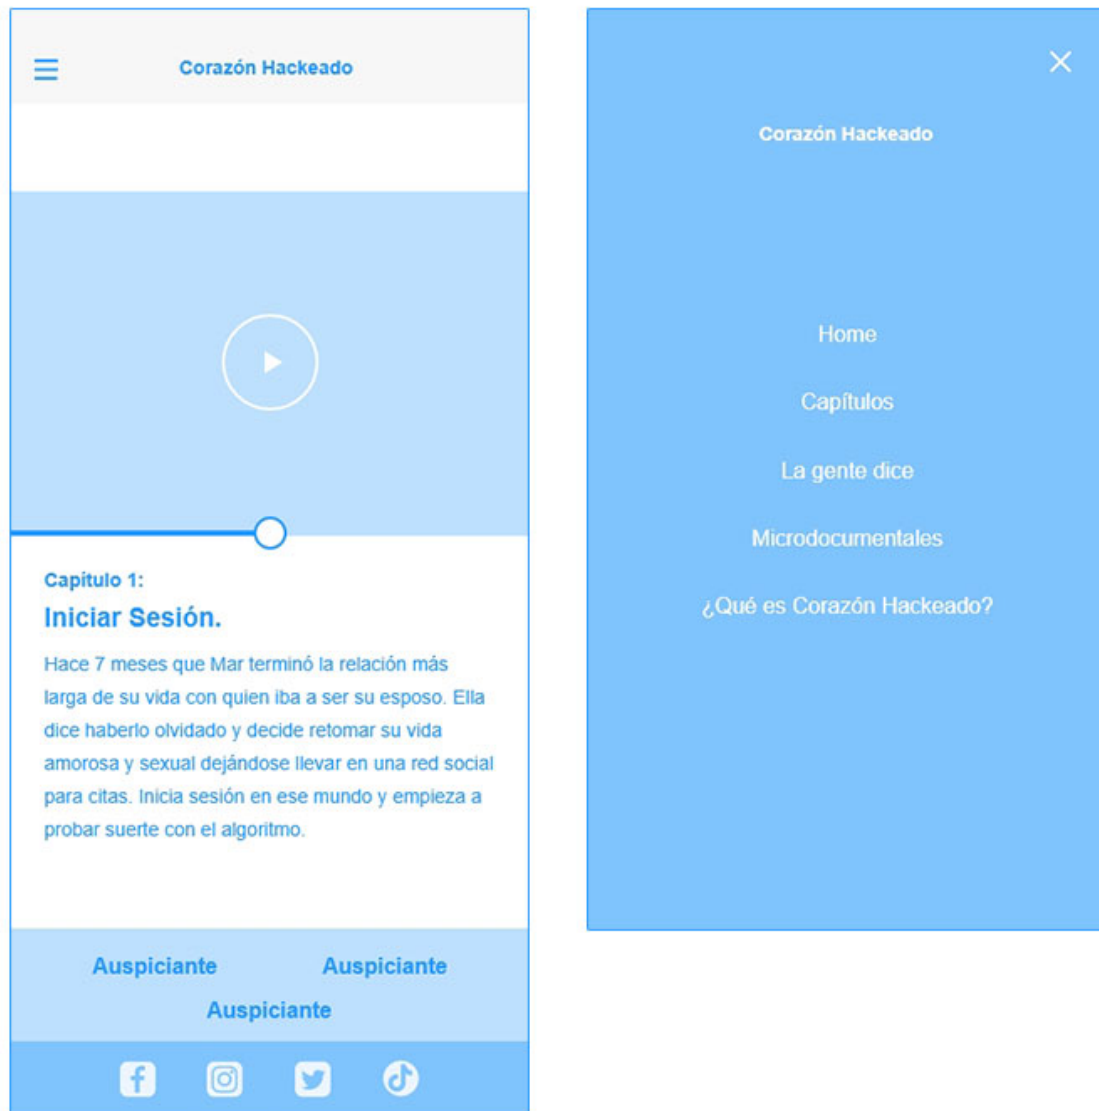 Corazón Hackeado
Capítulo 1:
Iniciar Sesión.
Hace 7 meses que Mar terminó la relación más
larga de su vida con quien iba a ser su esposo. Ella
dice haberlo olvidado y decide retomar su vida
amorosa y sexual dejándose llevar en una red social
para citas. Inicia sesión en ese mundo y empieza a
probar suerte con el algoritmo.
Auspiciante
Auspiciante
Auspiciante
Corazón Hackeado
Home
Capítulos
La gente dice
Microdocumentales
¿Qué es Corazón Hackeado?